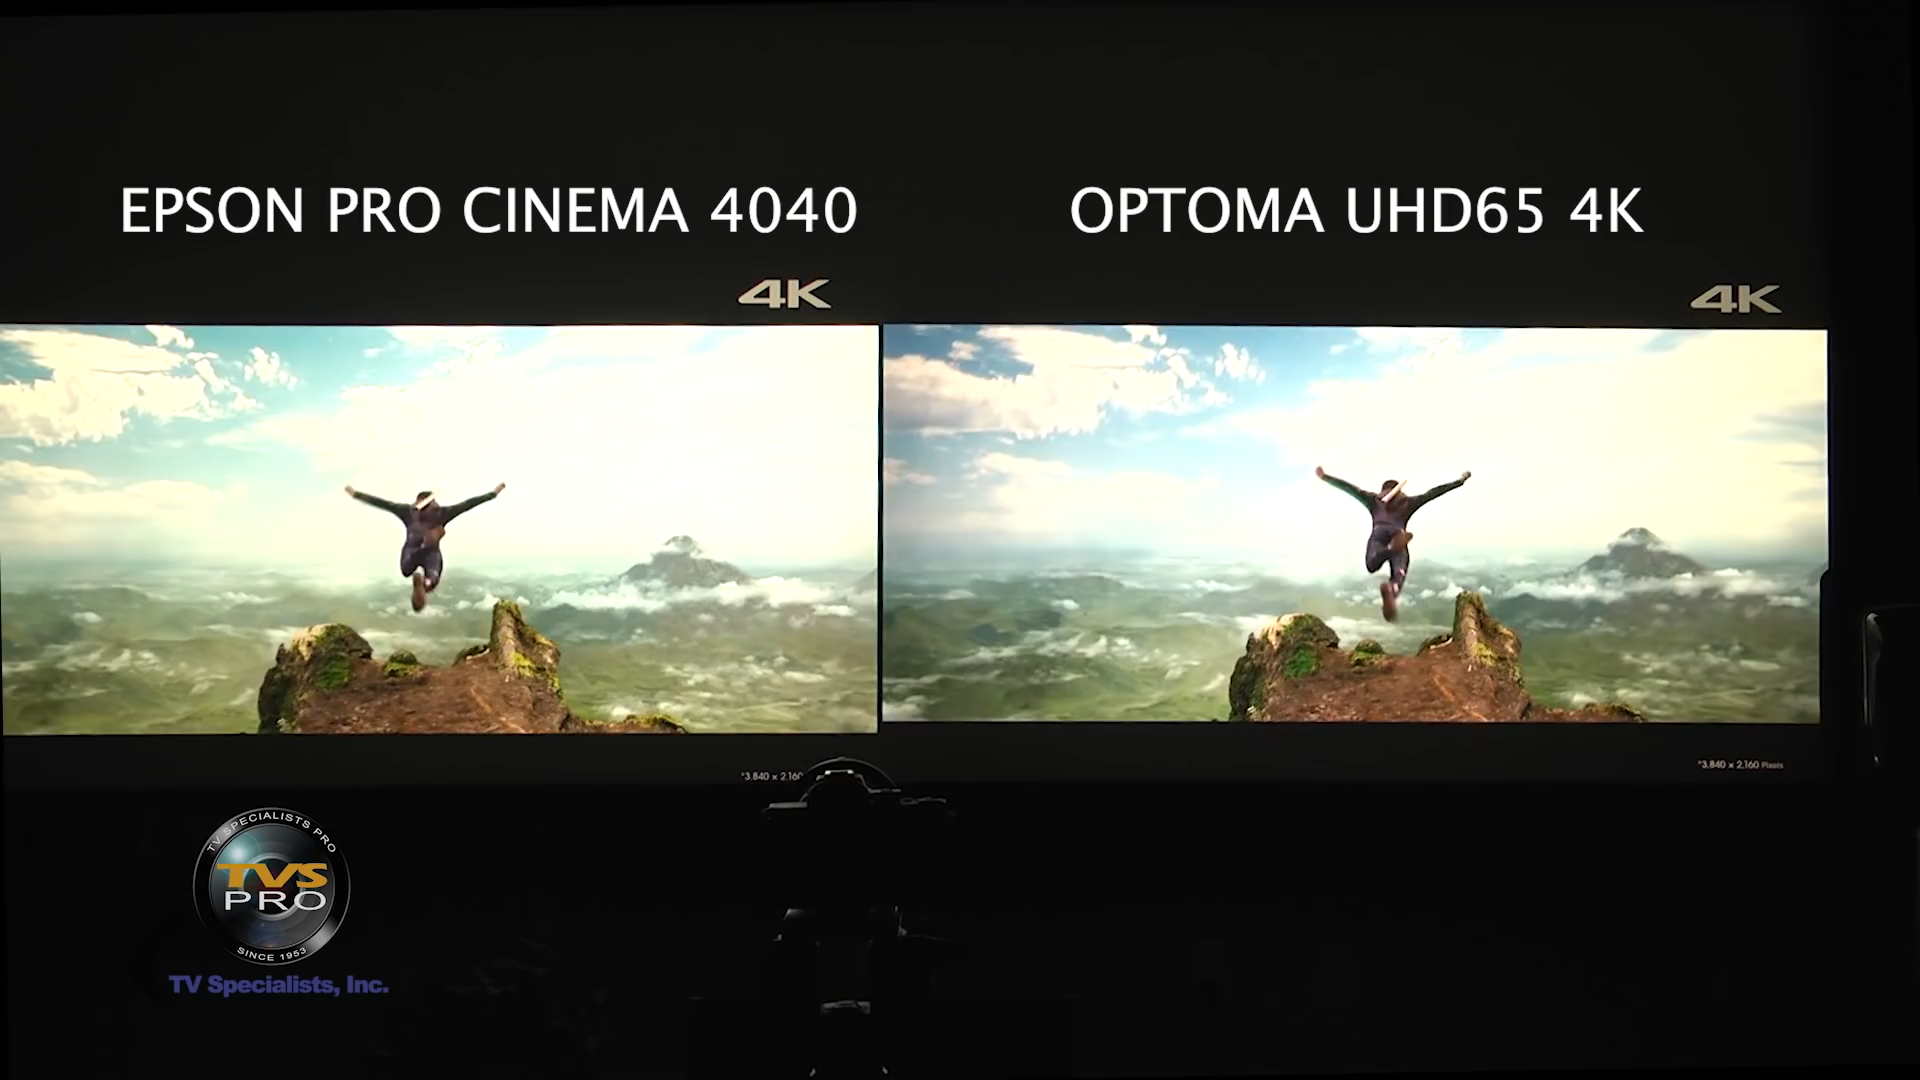 EPSON PRO CINEMA 4040
OPTOMA UHD65 4K
4K
4K
*3,840 x 2,160
*3,840 x 2,160 Pixels
TV SPECIALISTS PRO
TVS
PRO
SINCE 1953
TV Specialists, Inc.